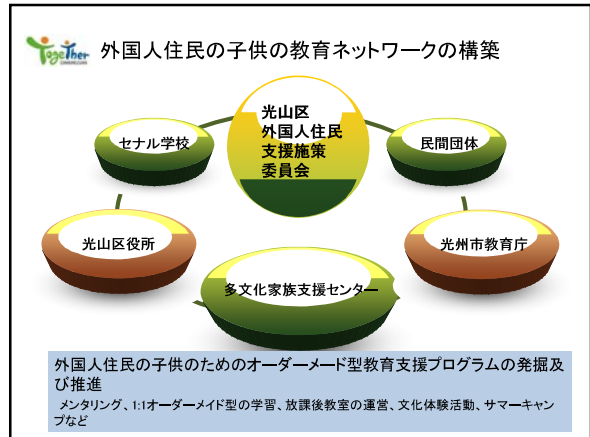 TogeTher
外国人住民の子供の教育ネットワークの構築
光山区
外国人住民
支援施策
委員会
セナル学校
民間団体
光山区役所
光州市教育庁
多文化家族支援センター
外国人住民の子供のためのオーダーメード型教育支援プログラムの発掘及
び推進
メンタリング、1:1オーダーメイド型の学習、放課後教室の運営、文化体験活動、サマーキャン
プなど